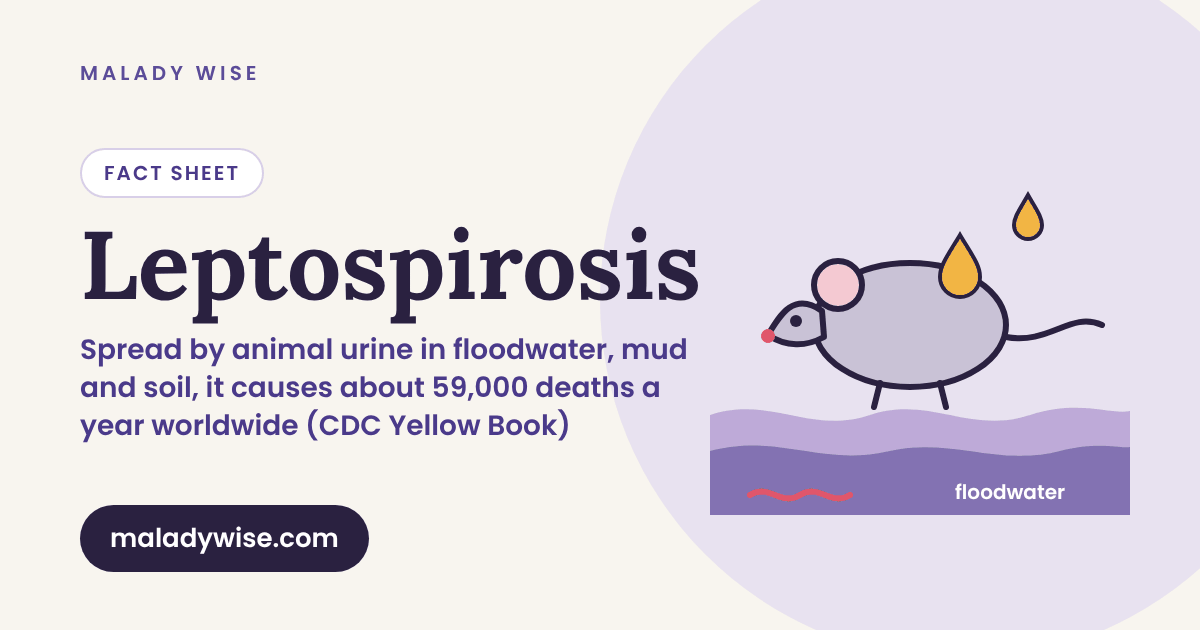 MALADY WISE
FACT SHEET
Leptospirosis
Spread by animal urine in floodwater, mud
and soil, it causes about 59,000 deaths a
year worldwide (CDC Yellow Book)
floodwater
maladywise.com